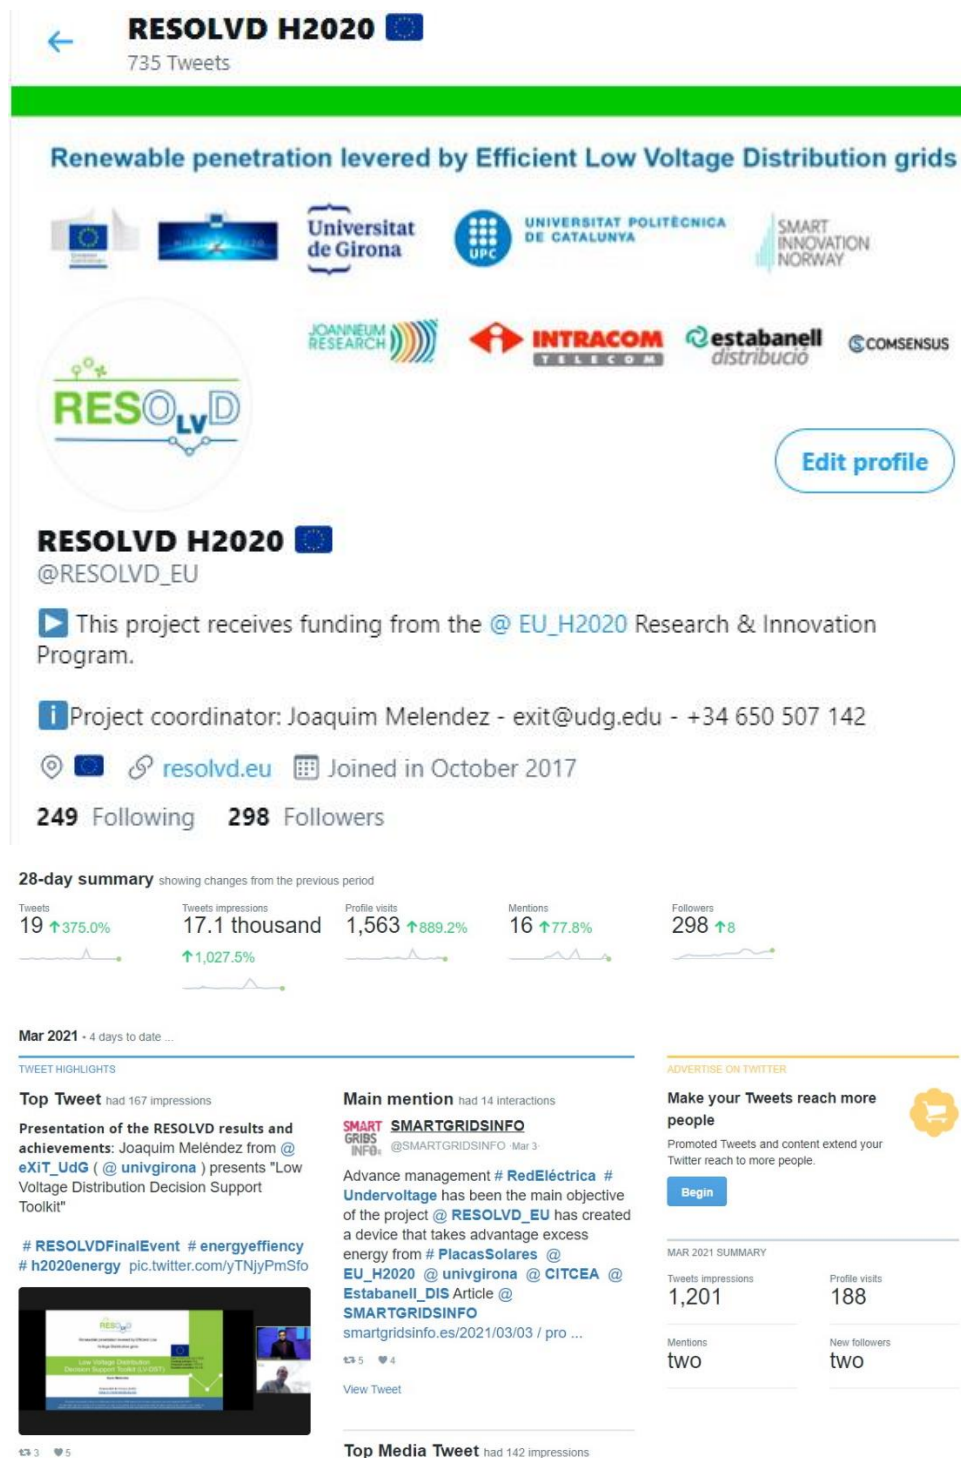 RESOLVD H2020
735 Tweets
Renewable penetration levered by Efficient Low Voltage Distribution grids
Universitat
de Girona
UPC
UNIVERSITAT POLITÈCNICA
DE CATALUNYA
SMART
INNOVATION
NORWAY
JOANNEUM
RESEARCH
INTRACOM
TELECOM
estabanell
distribució
COMSENSUS
RESOLVD
Edit profile
RESOLVD H2020
@RESOLVD_EU
This project receives funding from the @ EU_H2020 Research & Innovation
Program.
Project coordinator: Joaquim Melendez - exit@udg.edu - +34 650 507 142
resolvd.eu Joined in October 2017
249 Following 298 Followers
28-day summary showing changes from the previous period
Tweets
19 ↑375.0%
Tweets impressions
17.1 thousand
↑1,027.5%
Profile visits
1,563 ↑889.2%
Mentions
16 ↑77.8%
Followers
298 ↑8
Mar 2021 • 4 days to date ...
TWEET HIGHLIGHTS
Top Tweet had 167 impressions
Presentation of the RESOLVD results and
achievements: Joaquim Meléndez from @
eXiT_UdG ( @ univgirona ) presents "Low
Voltage Distribution Decision Support
Toolkit"
# RESOLVDFinalEvent # energyeffiency
# h2020energy pic.twitter.com/yTNjyPmSfo
RESOLVD
Low Voltage Distribution
Decision Support Toolkit (LV-DST)
3 5
Main mention had 14 interactions
SMART
GRIDS
INFO
SMARTGRIDSINFO
@SMARTGRIDSINFO · Mar 3
Advance management # RedEléctrica #
Undervoltage has been the main objective
of the project @ RESOLVD_EU has created
a device that takes advantage excess
energy from # PlacasSolares @
EU_H2020 @ univgirona @ CITCEA @
Estabanell_DIS Article @
SMARTGRIDSINFO
smartgridsinfo.es/2021/03/03 / pro ...
5 4
View Tweet
Top Media Tweet had 142 impressions
ADVERTISE ON TWITTER
Make your Tweets reach more
people
Promoted Tweets and content extend your
Twitter reach to more people.
Begin
MAR 2021 SUMMARY
Tweets impressions
1,201
Profile visits
188
Mentions
two
New followers
two